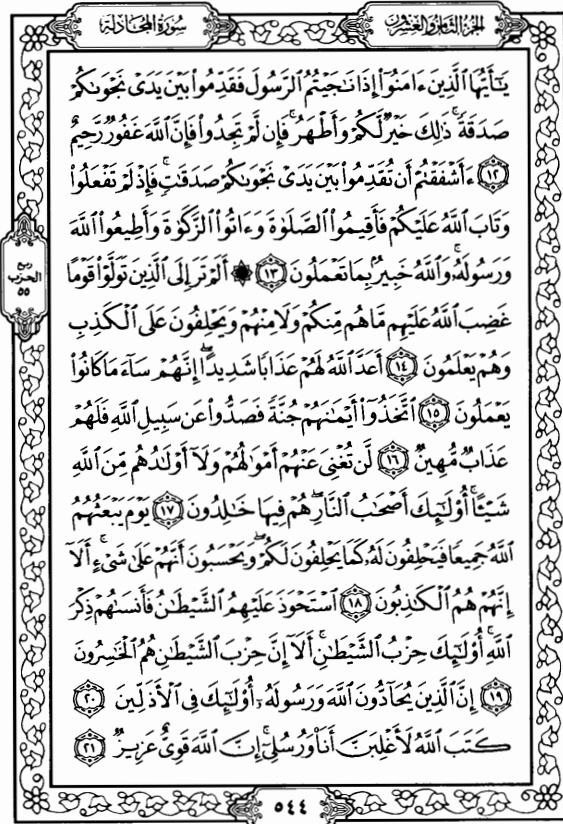 الجزء الثامن والعشرون
سورة المجادلة
يَٰٓأَيُّهَا ٱلَّذِينَ ءَامَنُوٓاْ إِذَا نَٰجَيْتُمُ ٱلرَّسُولَ فَقَدِّمُواْ بَيْنَ يَدَىْ نَجْوَىٰكُمْ
صَدَقَةً ۚ ذَٰلِكَ خَيْرٌ لَّكُمْ وَأَطْهَرُ ۚ فَإِن لَّمْ تَجِدُواْ فَإِنَّ ٱللَّهَ غَفُورٌ رَّحِيمٌ
١٢ ءَأَشْفَقْتُمْ أَن تُقَدِّمُواْ بَيْنَ يَدَىْ نَجْوَىٰكُمْ صَدَقَٰتٍ ۚ فَإِذْ لَمْ تَفْعَلُواْ
وَتَابَ ٱللَّهُ عَلَيْكُمْ فَأَقِيمُواْ ٱلصَّلَوٰةَ وَءَاتُواْ ٱلزَّكَوٰةَ وَأَطِيعُواْ ٱللَّهَ
وَرَسُولَهُۥ ۚ وَٱللَّهُ خَبِيرٌۢ بِمَا تَعْمَلُونَ ١٣ ۞ أَلَمْ تَرَ إِلَى ٱلَّذِينَ تَوَلَّوْاْ قَوْمًا
غَضِبَ ٱللَّهُ عَلَيْهِم مَّا هُم مِّنكُمْ وَلَا مِنْهُمْ وَيَحْلِفُونَ عَلَى ٱلْكَذِبِ
وَهُمْ يَعْلَمُونَ ١٤ أَعَدَّ ٱللَّهُ لَهُمْ عَذَابًا شَدِيدًا ۖ إِنَّهُمْ سَآءَ مَا كَانُواْ
يَعْمَلُونَ ١٥ ٱتَّخَذُوٓاْ أَيْمَٰنَهُمْ جُنَّةً فَصَدُّواْ عَن سَبِيلِ ٱللَّهِ فَلَهُمْ
عَذَابٌ مُّهِينٌ ١٦ لَّن تُغْنِىَ عَنْهُمْ أَمْوَٰلُهُمْ وَلَآ أَوْلَٰدُهُم مِّنَ ٱللَّهِ
شَيْـًٔا ۚ أُوْلَٰٓئِكَ أَصْحَٰبُ ٱلنَّارِ ۖ هُمْ فِيهَا خَٰلِدُونَ ١٧ يَوْمَ يَبْعَثُهُمُ
ٱللَّهُ جَمِيعًا فَيَحْلِفُونَ لَهُۥ كَمَا يَحْلِفُونَ لَكُمْ ۖ وَيَحْسَبُونَ أَنَّهُمْ عَلَىٰ شَىْءٍ ۚ أَلَآ
إِنَّهُمْ هُمُ ٱلْكَٰذِبُونَ ١٨ ٱسْتَحْوَذَ عَلَيْهِمُ ٱلشَّيْطَٰنُ فَأَنسَىٰهُمْ ذِكْرَ
ٱللَّهِ ۚ أُوْلَٰٓئِكَ حِزْبُ ٱلشَّيْطَٰنِ ۚ أَلَآ إِنَّ حِزْبَ ٱلشَّيْطَٰنِ هُمُ ٱلْخَٰسِرُونَ
١٩ إِنَّ ٱلَّذِينَ يُحَآدُّونَ ٱللَّهَ وَرَسُولَهُۥٓ أُوْلَٰٓئِكَ فِى ٱلْأَذَلِّينَ ٢٠
كَتَبَ ٱللَّهُ لَأَغْلِبَنَّ أَنَا۠ وَرُسُلِىٓ ۚ إِنَّ ٱللَّهَ قَوِىٌّ عَزِيزٌ ٢١
ربع
الحزب
٥٥
٥٤٤